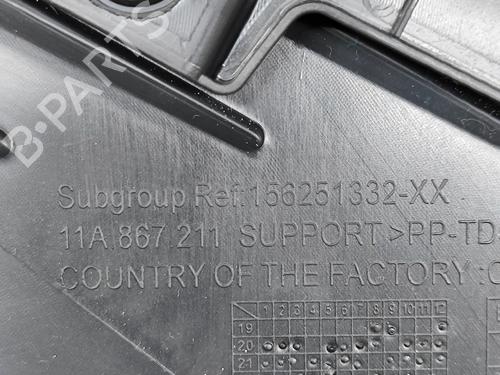 B-PARTS
Subgroup Ref:156251332-XX
11A.867.211 SUPPORT >PP-TD
COUNTRY OF THE FACTORY :C
1 2 3 4 5 6 7 8 9 10 11 12
19
20
21